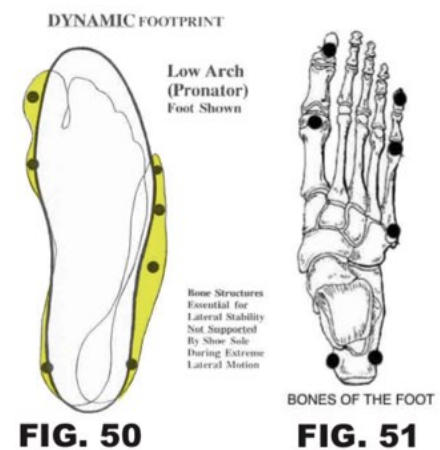 DYNAMIC FOOTPRINT
Low Arch
(Pronator)
Foot Shown
Bone Structures
Essential for
Lateral Stability
Not Supported
By Shoe Sole
During Extreme
Lateral Motion
FIG. 50
BONES OF THE FOOT
FIG. 51